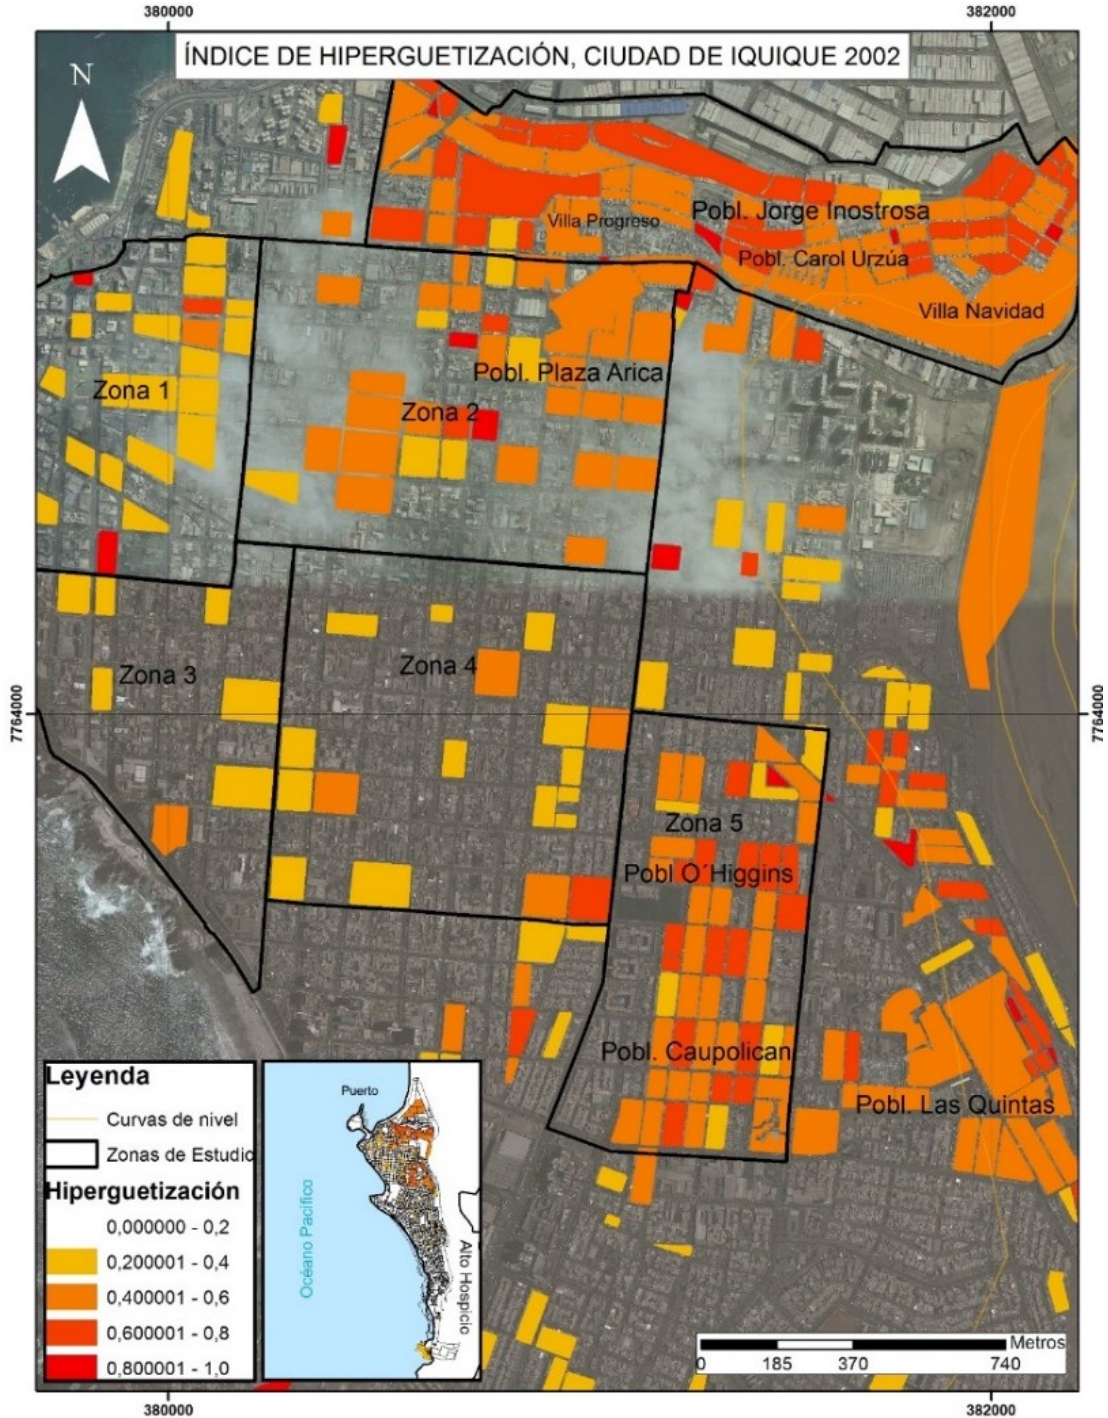 380000
382000
ÍNDICE DE HIPERGUETIZACIÓN, CIUDAD DE IQUIQUE 2002
N
Pobl. Jorge Inostrosa
Villa Progreso
Pobl. Carol Urzúa
Villa Navidad
Pobl. Plaza Arica
Zona 1
Zona 2
Zona 3
Zona 4
7764000
7764000
Zona 5
Pobl O´Higgins
Pobl. Caupolican
Pobl. Las Quintas
Leyenda
Curvas de nivel
Zonas de Estudio
Hiperguetización
0,000000 - 0,2
0,200001 - 0,4
0,400001 - 0,6
0,600001 - 0,8
0,800001 - 1,0
Puerto
Océano Pacífico
Alto Hospicio
Metros
0 185 370 740
380000
382000